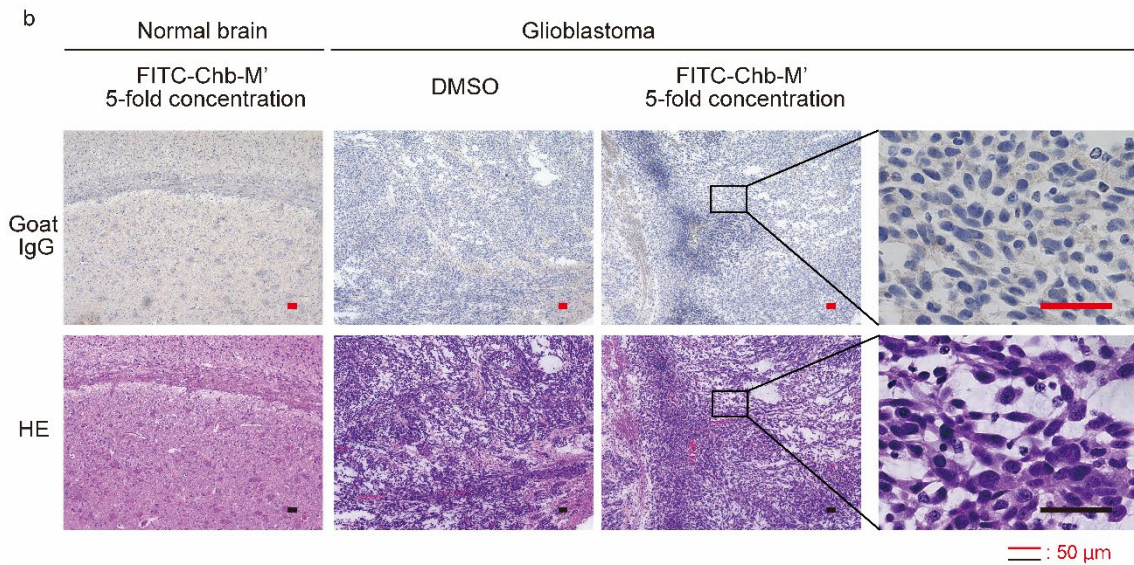 b
Normal brain
Glioblastoma
FITC-Chb-M'
5-fold concentration
DMSO
FITC-Chb-M'
5-fold concentration
Goat
IgG
HE
: 50 µm